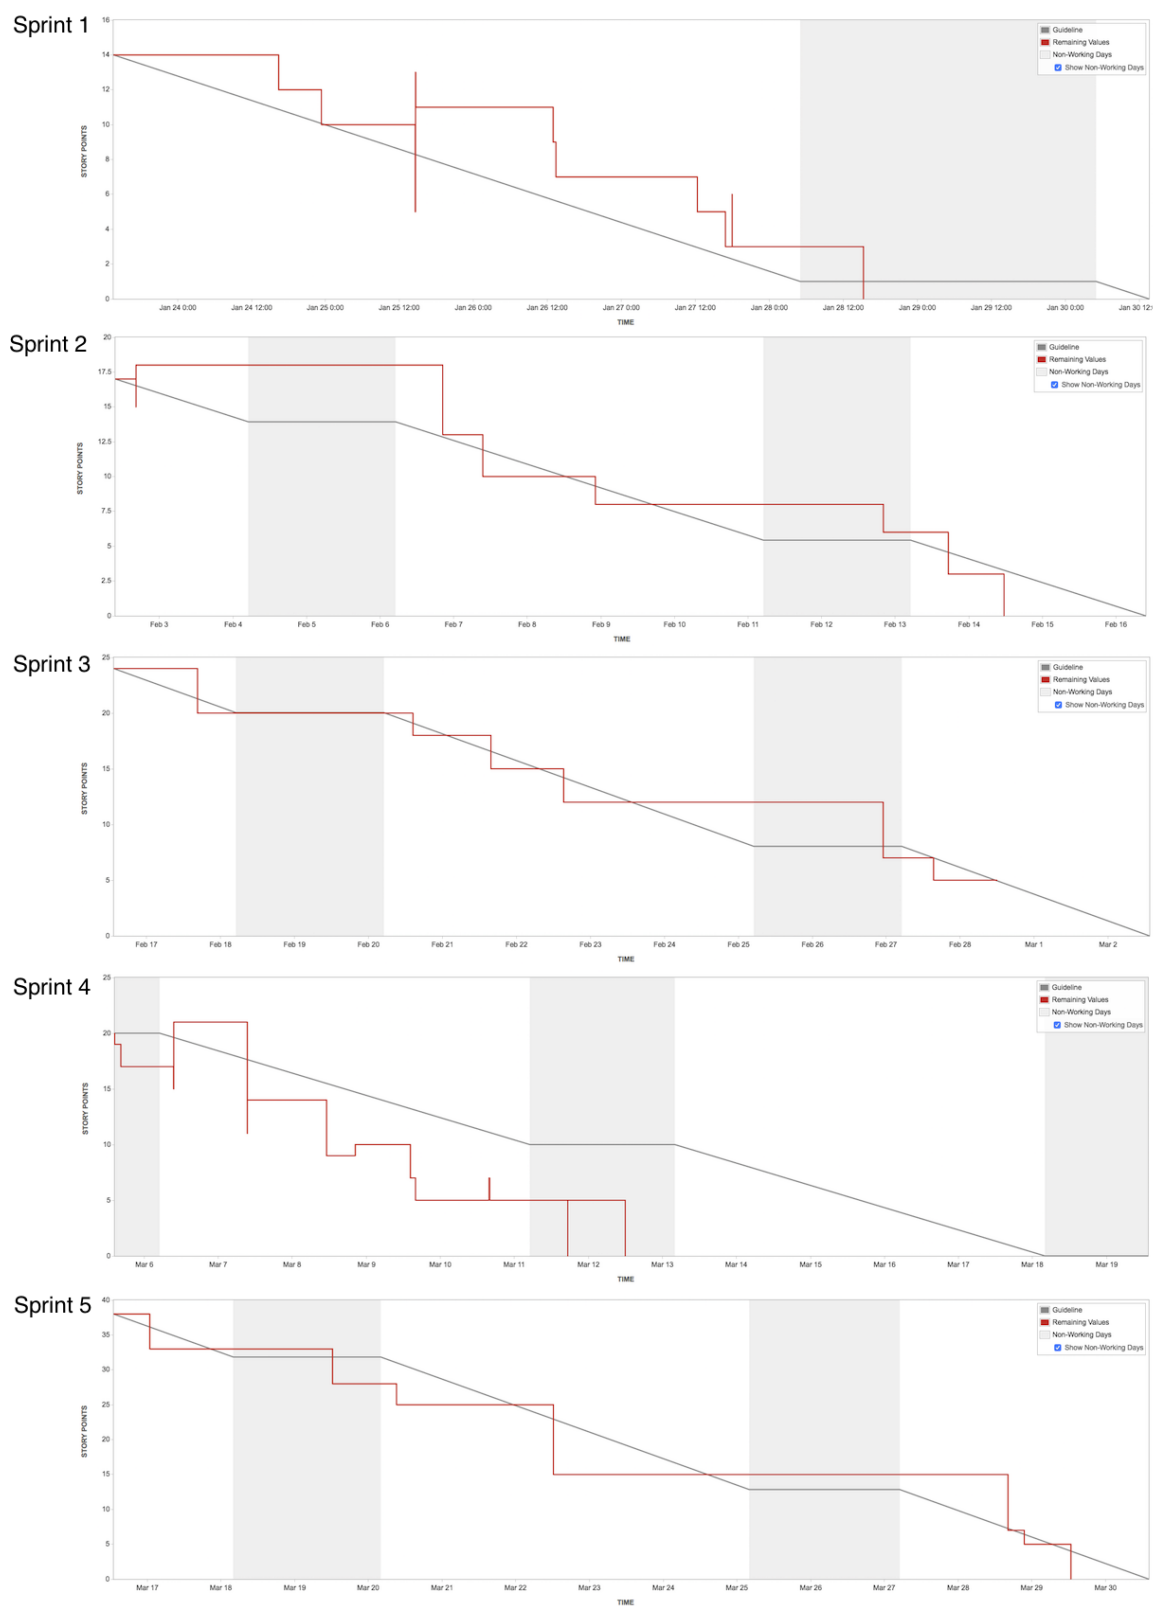 Sprint 1
16
14
12
10
8
6
4
2
0
STORY POINTS
Guideline
Remaining Values
Non-Working Days
Show Non-Working Days
Jan 24 0:00 Jan 24 12:00 Jan 25 0:00 Jan 25 12:00 Jan 26 0:00 Jan 26 12:00 Jan 27 0:00 Jan 27 12:00 Jan 28 0:00 Jan 28 12:00 Jan 29 0:00 Jan 29 12:00 Jan 30 0:00 Jan 30 12:
TIME
Sprint 2
20
17.5
15
12.5
10
7.5
5
2.5
0
STORY POINTS
Guideline
Remaining Values
Non-Working Days
Show Non-Working Days
Feb 3 Feb 4 Feb 5 Feb 6 Feb 7 Feb 8 Feb 9 Feb 10 Feb 11 Feb 12 Feb 13 Feb 14 Feb 15 Feb 16
TIME
Sprint 3
25
20
15
10
5
0
STORY POINTS
Guideline
Remaining Values
Non-Working Days
Show Non-Working Days
Feb 17 Feb 18 Feb 19 Feb 20 Feb 21 Feb 22 Feb 23 Feb 24 Feb 25 Feb 26 Feb 27 Feb 28 Mar 1 Mar 2
TIME
Sprint 4
25
20
15
10
5
0
STORY POINTS
Guideline
Remaining Values
Non-Working Days
Show Non-Working Days
Mar 6 Mar 7 Mar 8 Mar 9 Mar 10 Mar 11 Mar 12 Mar 13 Mar 14 Mar 15 Mar 16 Mar 17 Mar 18 Mar 19
TIME
Sprint 5
40
35
30
25
20
15
10
5
0
STORY POINTS
Guideline
Remaining Values
Non-Working Days
Show Non-Working Days
Mar 17 Mar 18 Mar 19 Mar 20 Mar 21 Mar 22 Mar 23 Mar 24 Mar 25 Mar 26 Mar 27 Mar 28 Mar 29 Mar 30
TIME